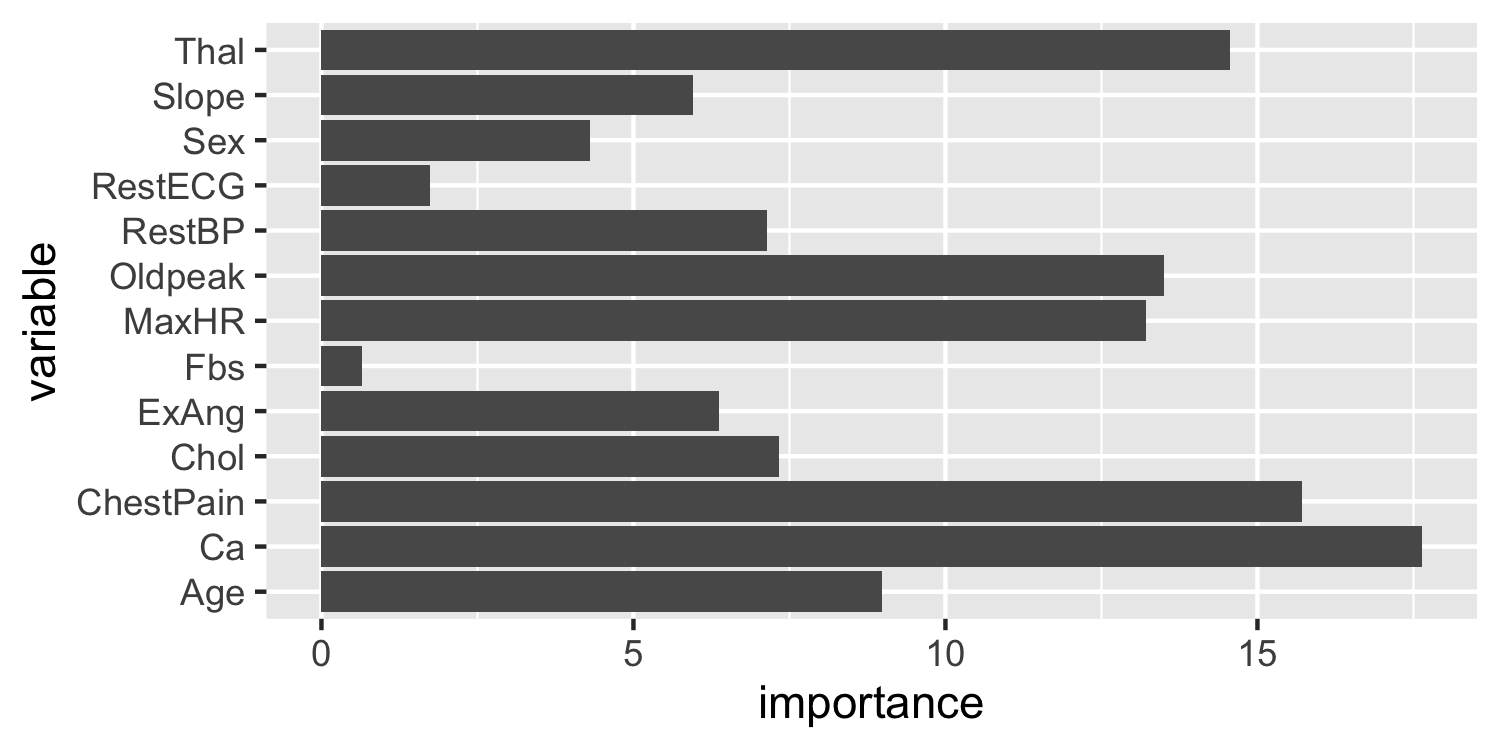 variable
Thal
Slope
Sex
RestECG
RestBP
Oldpeak
MaxHR
Fbs
ExAng
Chol
ChestPain
Ca
Age
0 5 10 15
importance